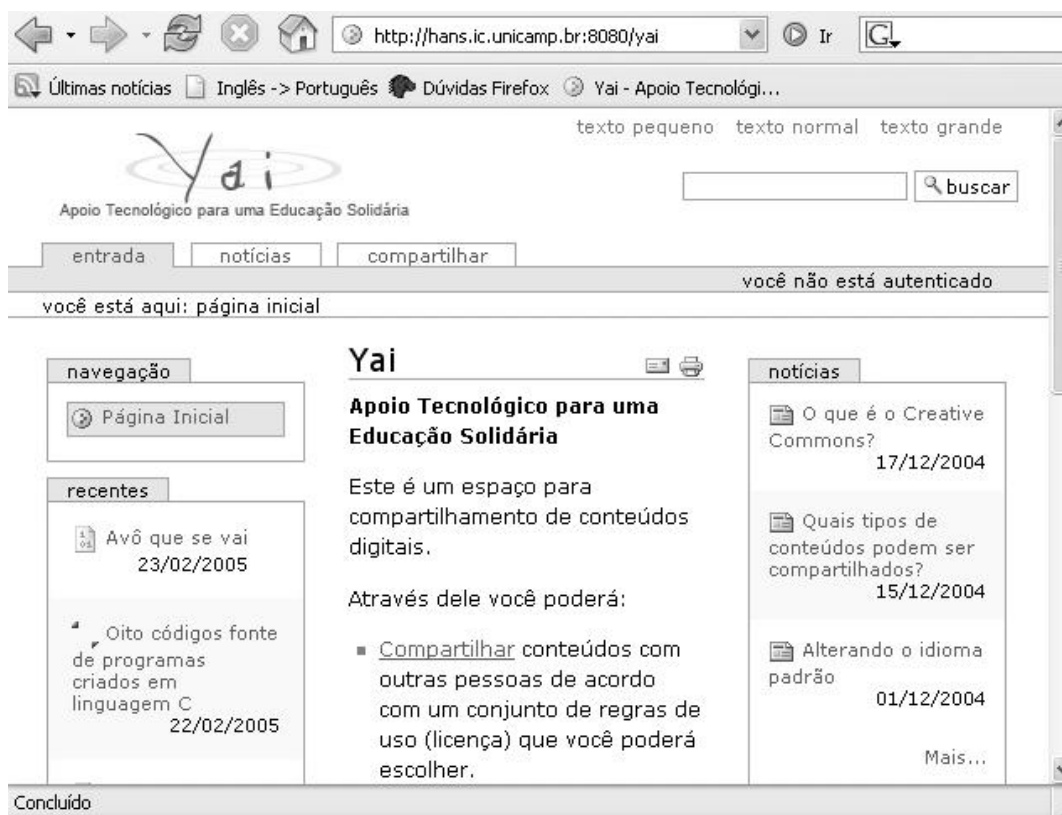 http://hans.ic.unicamp.br:8080/yai
Ir
G
Últimas notícias
Inglês -> Português
Dúvidas Firefox
Yai - Apoio Tecnológi...
texto pequeno
texto normal
texto grande
Yai
Apoio Tecnológico para uma Educação Solidária
buscar
entrada
notícias
compartilhar
você não está autenticado
você está aqui: página inicial
navegação
Página Inicial
recentes
Avô que se vai
23/02/2005
Oito códigos fonte
de programas
criados em
linguagem C
22/02/2005
Yai
Apoio Tecnológico para uma
Educação Solidária
Este é um espaço para
compartilhamento de conteúdos
digitais.
Através dele você poderá:
Compartilhar conteúdos com
outras pessoas de acordo
com um conjunto de regras de
uso (licença) que você poderá
escolher.
notícias
O que é o Creative
Commons?
17/12/2004
Quais tipos de
conteúdos podem ser
compartilhados?
15/12/2004
Alterando o idioma
padrão
01/12/2004
Mais...
Concluído